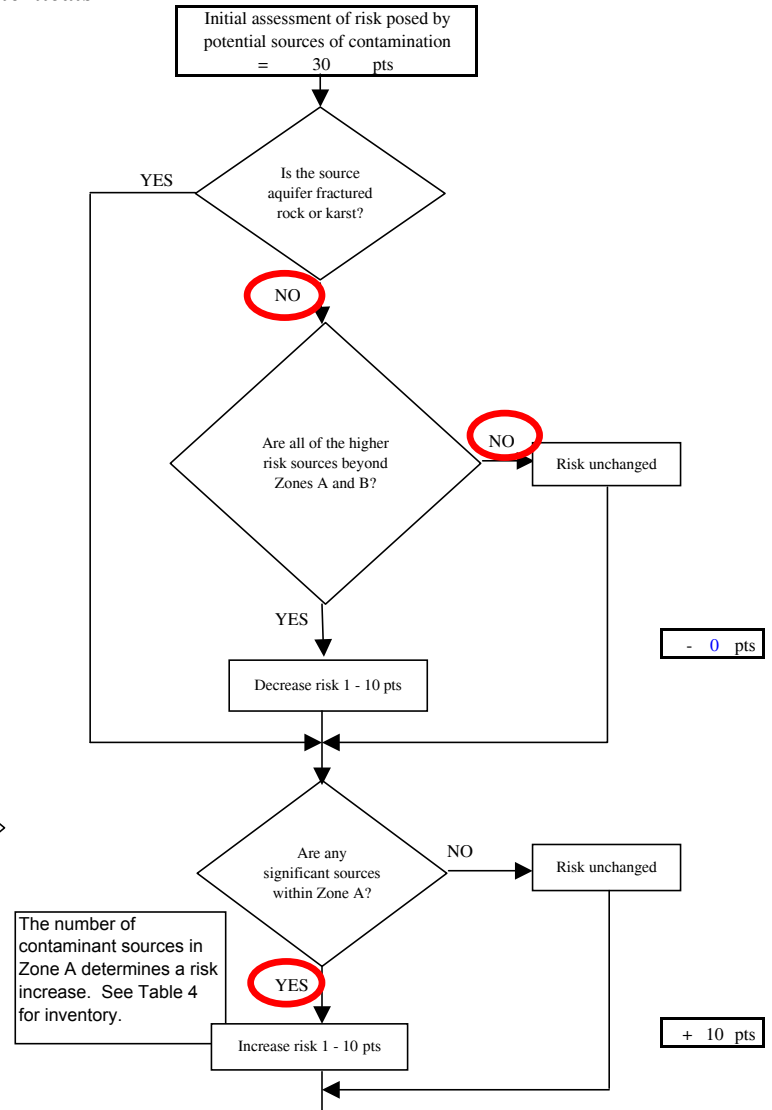 Initial assessment of risk posed by
potential sources of contamination
= 30 pts
YES
Is the source
aquifer fractured
rock or karst?
NO
Are all of the higher
risk sources beyond
Zones A and B?
NO
Risk unchanged
YES
- 0 pts
Decrease risk 1 - 10 pts
Are any
significant sources
within Zone A?
NO
Risk unchanged
The number of
contaminant sources in
Zone A determines a risk
increase. See Table 4
for inventory.
YES
Increase risk 1 - 10 pts
+ 10 pts